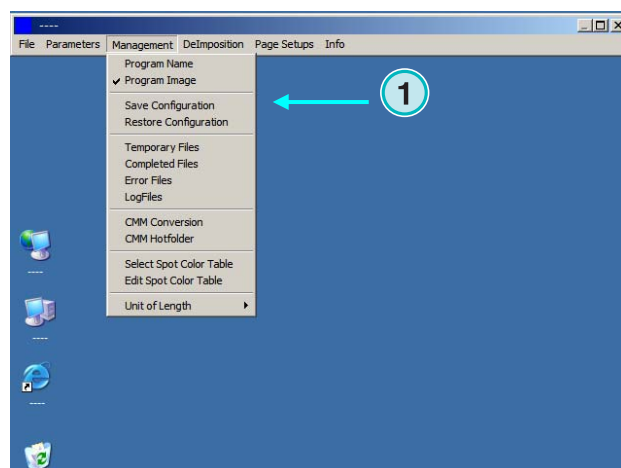 ----
File Parameters Management DeImposition Page Setups Info
Program Name
Program Image
Save Configuration
Restore Configuration
1
Temporary Files
Completed Files
Error Files
LogFiles
CMM Conversion
CMM Hotfolder
Select Spot Color Table
Edit Spot Color Table
Unit of Length
----
----
----